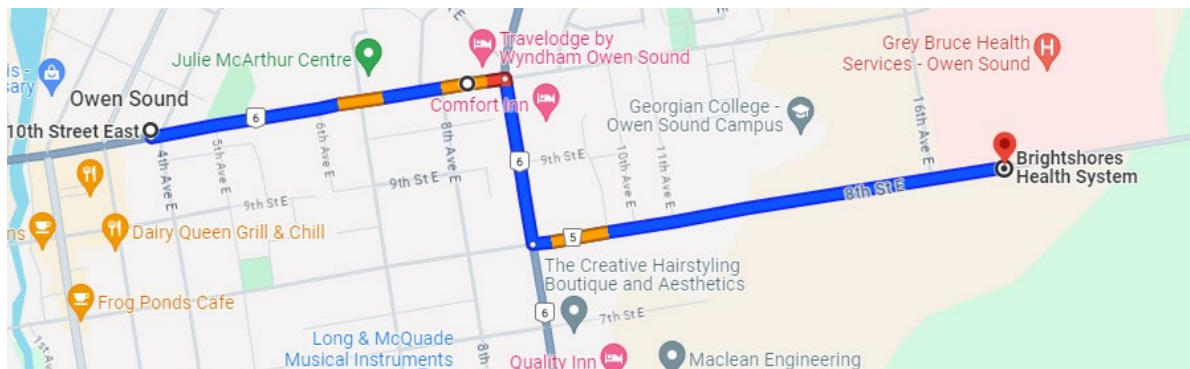 Julie McArthur Centre
Travelodge by
Wyndham Owen Sound
Grey Bruce Health
Services - Owen Sound
H
Owen Sound
10th Street East
6
Comfort Inn
Georgian College -
Owen Sound Campus
4th Ave E
5th Ave E
6th Ave E
8th Ave E
6
9th St E
10th Ave E
11th Ave E
16th Ave E
Brightshores
Health System
9th St E
9th St E
8th St E
Dairy Queen Grill & Chill
5
The Creative Hairstyling
Boutique and Aesthetics
Frog Ponds Cafe
6
7th St E
Long & McQuade
Musical Instruments
Quality Inn
Maclean Engineering